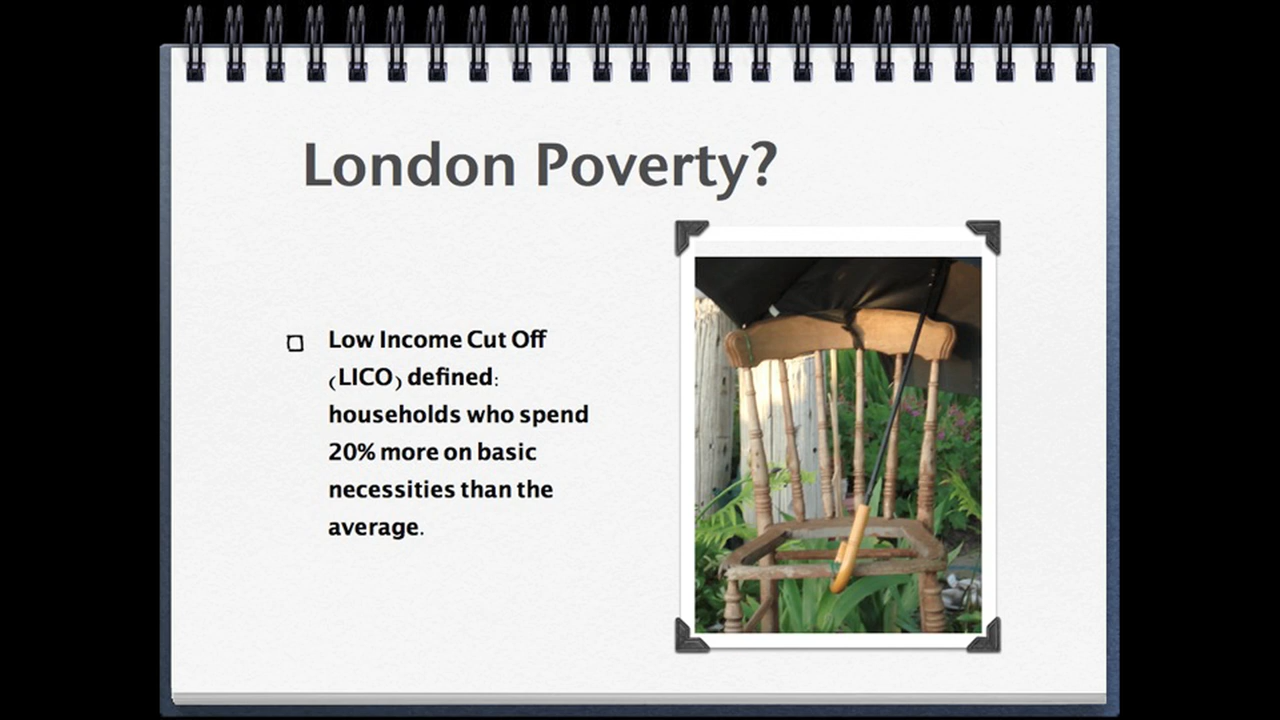 London Poverty?
Low Income Cut Off
(LICO) defined:
households who spend
20% more on basic
necessities than the
average.